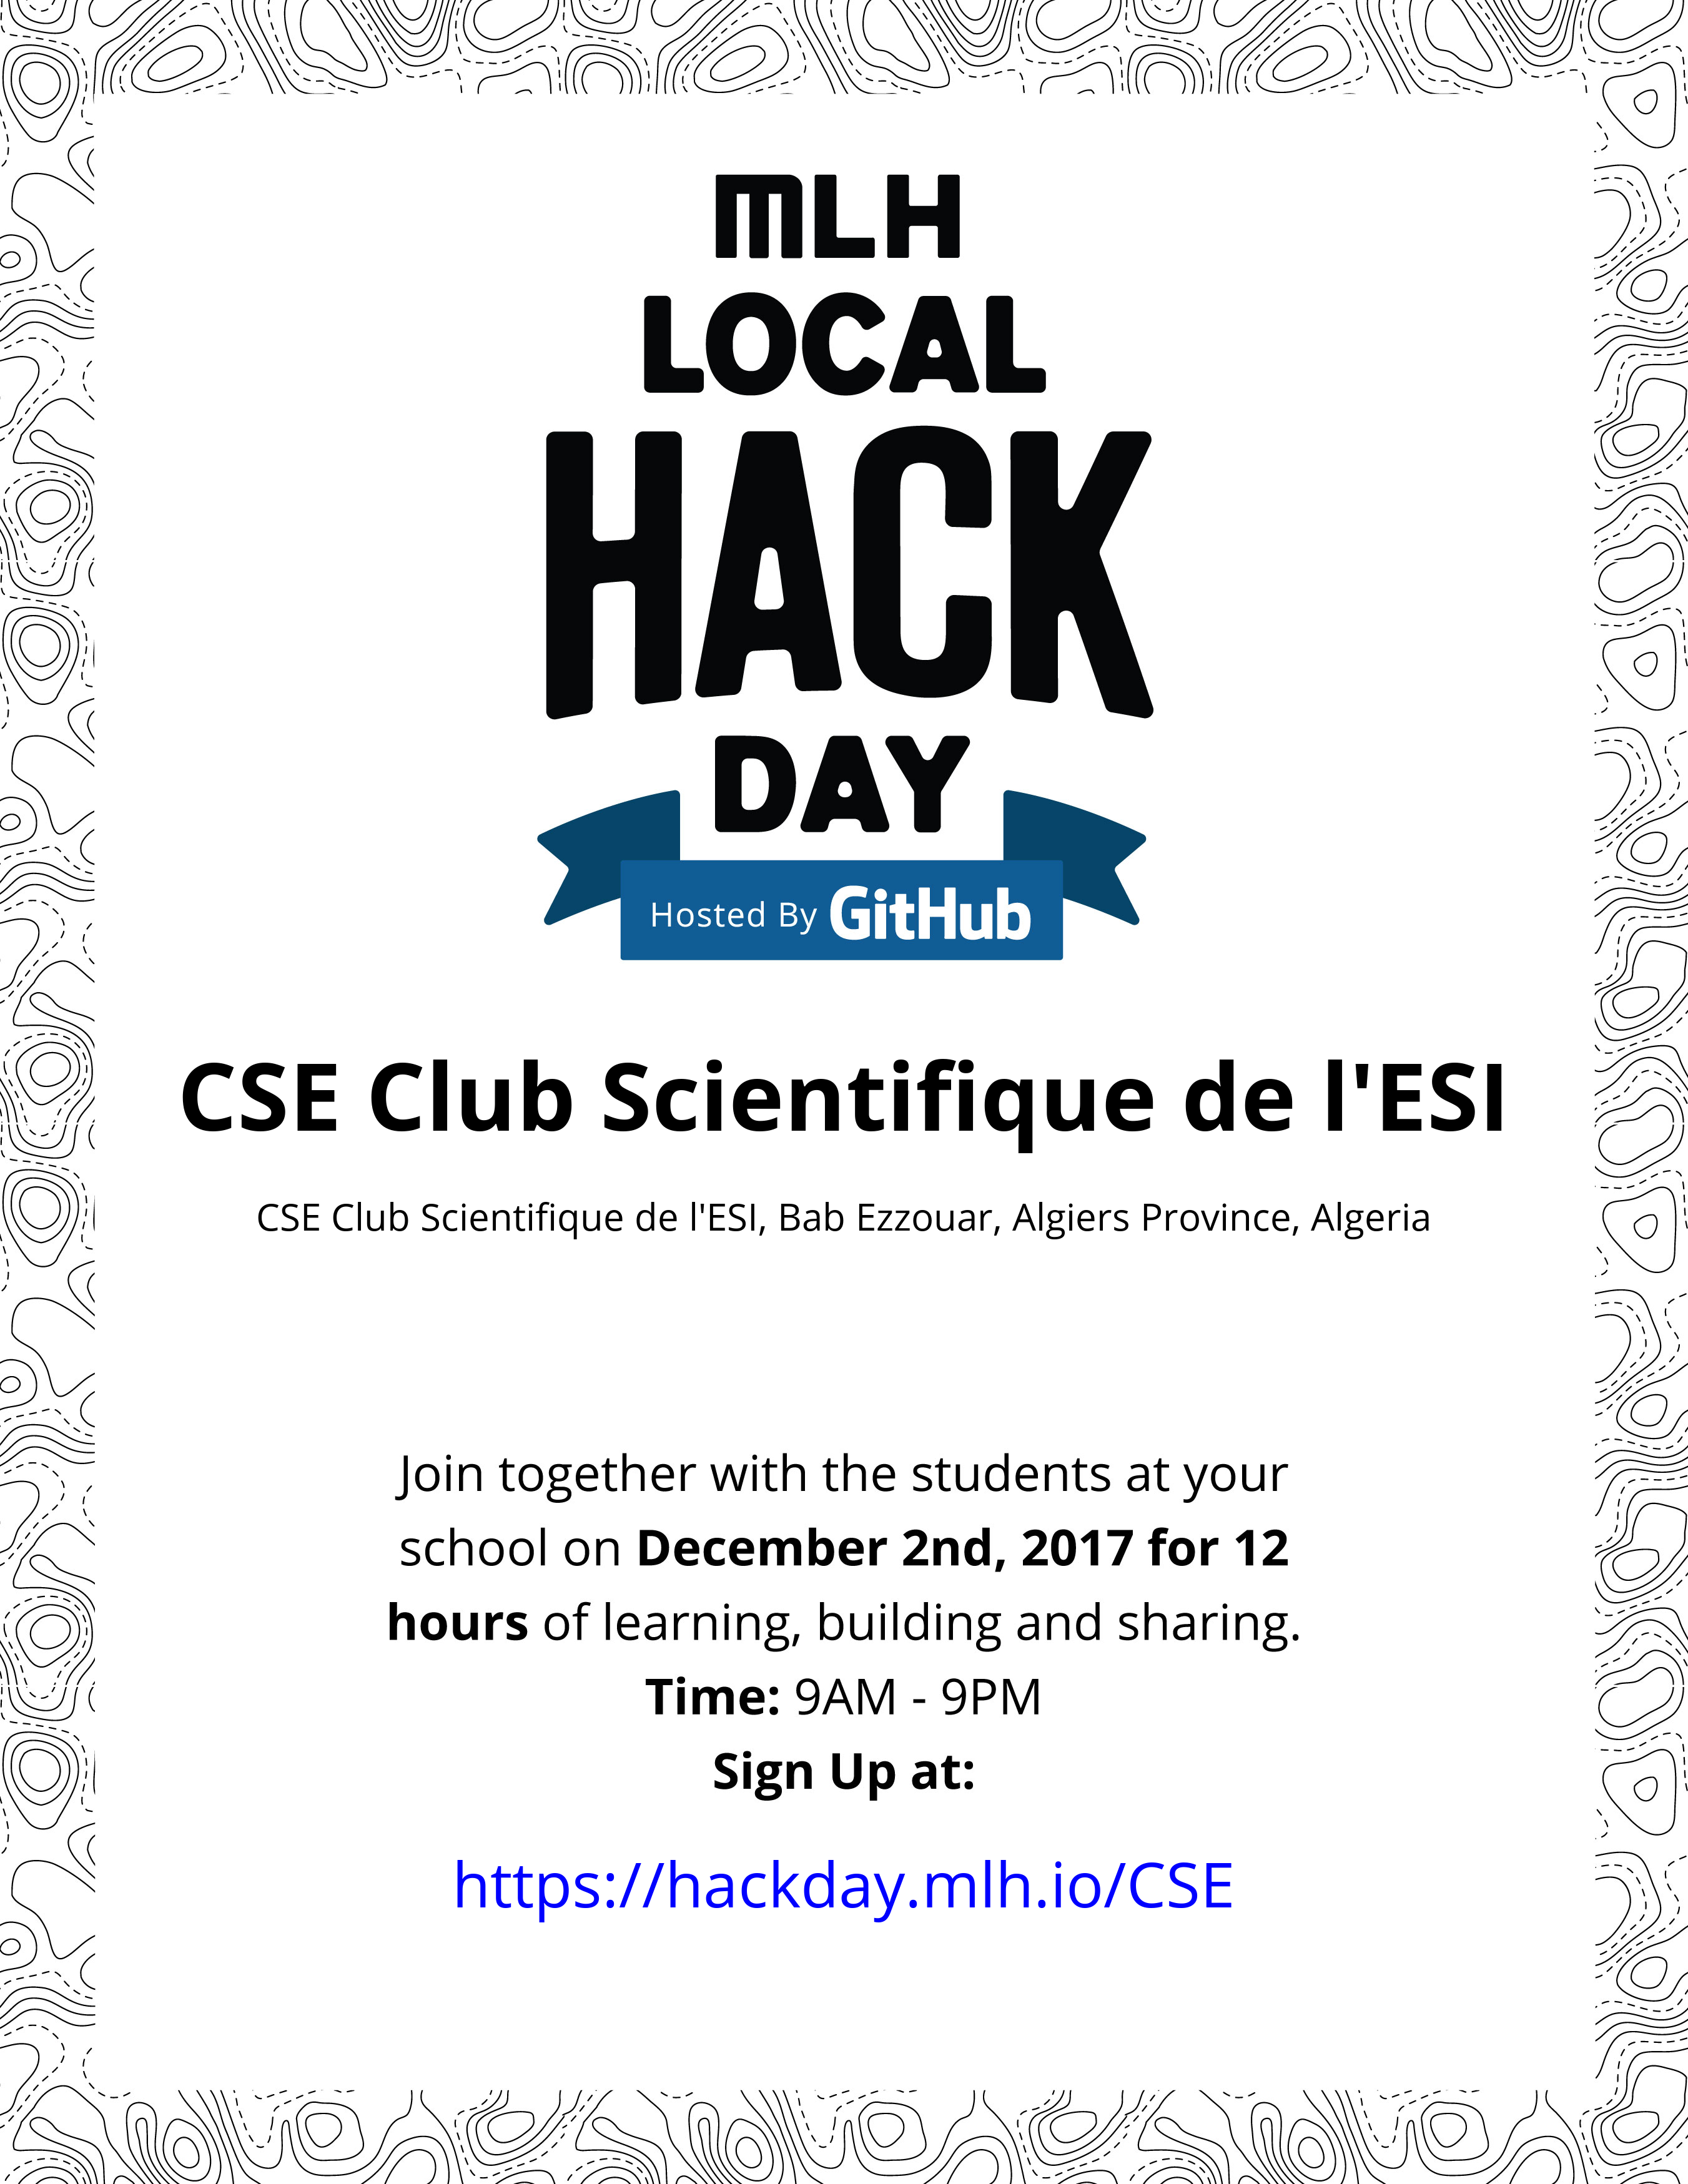 MLH
LOCAL
HACK
DAY
Hosted By GitHub
CSE Club Scientifique de l'ESI
CSE Club Scientifique de l'ESI, Bab Ezzouar, Algiers Province, Algeria
Join together with the students at your
school on December 2nd, 2017 for 12
hours of learning, building and sharing.
Time: 9AM - 9PM
Sign Up at:
https://hackday.mlh.io/CSE